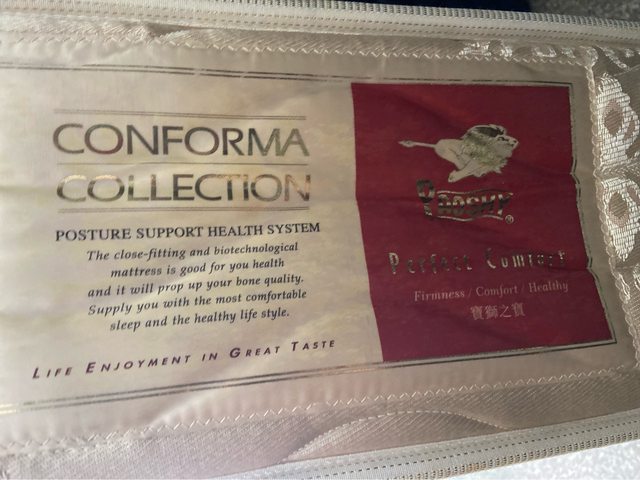 CONFORMA
COLLECTION
POSTURE SUPPORT HEALTH SYSTEM
The close-fitting and biotechnological
mattress is good for you health
and it will prop up your bone quality.
Supply you with the most comfortable
sleep and the healthy life style.
LIFE ENJOYMENT IN GREAT TASTE
PROSHY®
Perfect Comfort
Firmness / Comfort / Healthy
寶獅之寶